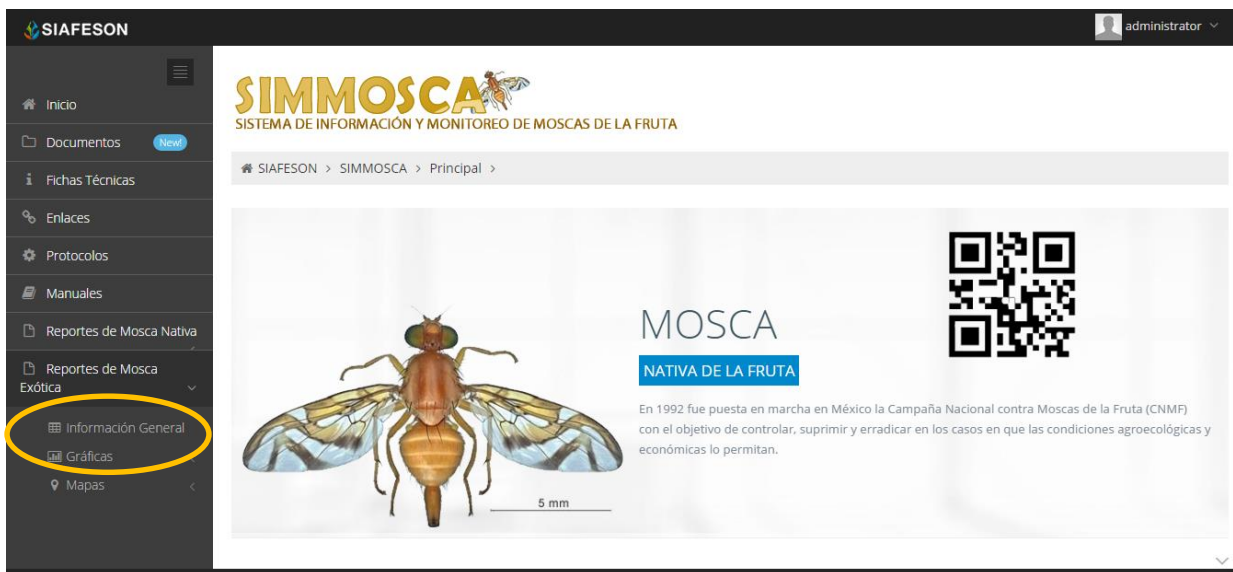 SIAFESON
administrator
Inicio
Documentos New!
Fichas Técnicas
Enlaces
Protocolos
Manuales
Reportes de Mosca Nativa
Reportes de Mosca
Exótica
Información General
Gráficas
Mapas
SIMMOSCA
SISTEMA DE INFORMACIÓN Y MONITOREO DE MOSCAS DE LA FRUTA
SIAFESON > SIMMOSCA > Principal >
MOSCA
NATIVA DE LA FRUTA
En 1992 fue puesta en marcha en México la Campaña Nacional contra Moscas de la Fruta (CNMF)
con el objetivo de controlar, suprimir y erradicar en los casos en que las condiciones agroecológicas y
económicas lo permitan.
5 mm